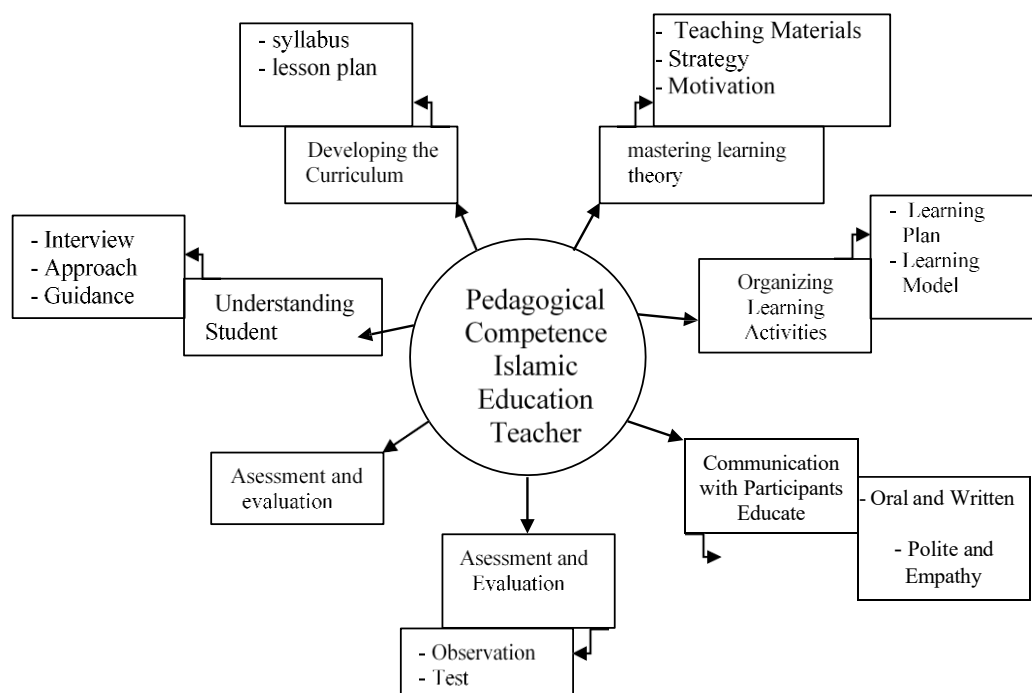 - syllabus
- lesson plan
Developing the
Curriculum
- Teaching Materials
- Strategy
- Motivation
mastering learning
theory
- Interview
- Approach
- Guidance
Understanding
Student
- Learning
Plan
- Learning
Model
Organizing
Learning
Activities
Pedagogical
Competence
Islamic
Education
Teacher
Asessment and
evaluation
Communication
with Participants
Educate
- Oral and Written
- Polite and
Empathy
Asessment and
Evaluation
- Observation
- Test